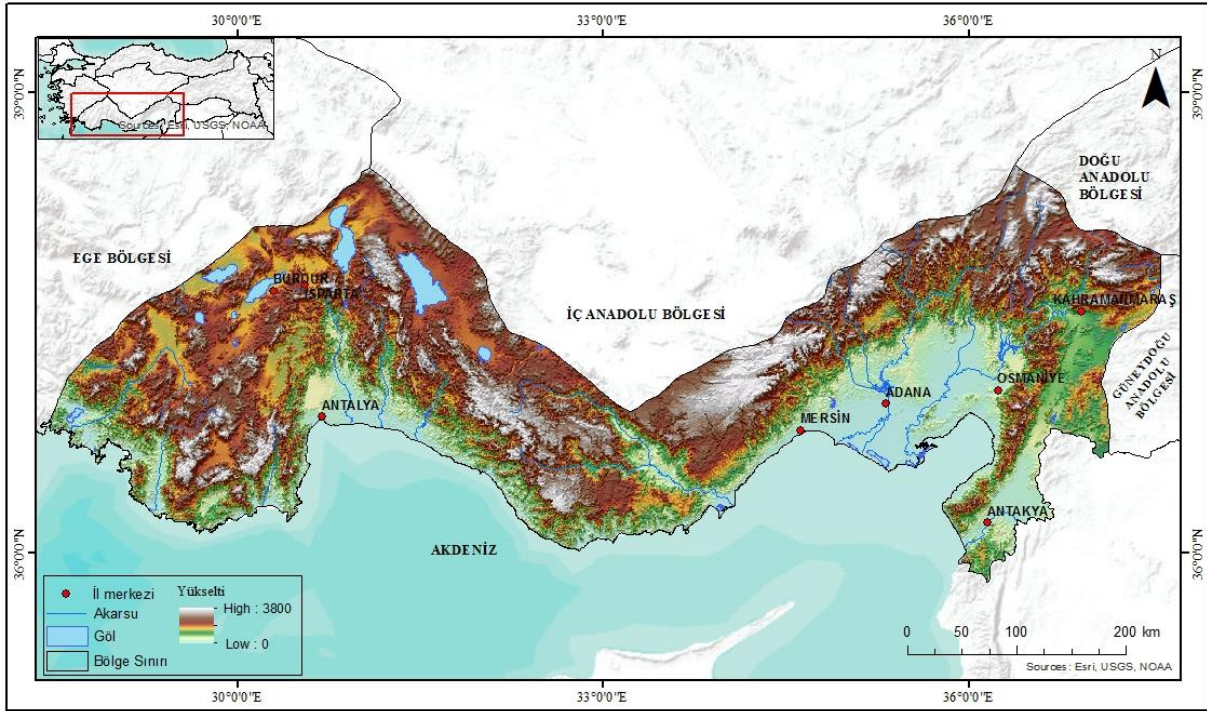 30°0'0"E
33°0'0"E
36°0'0"E
39°0'0"N
39°0'0"N
Sources: Esri, USGS, NOAA
N
DOĞU
ANADOLU
BÖLGESİ
EGE BÖLGESİ
BURDUR
ISPARTA
İÇ ANADOLU BÖLGESİ
KAHRAMANMARAŞ
GÜNEYDOĞU
ANADOLU
BÖLGESİ
OSMANİYE
ADANA
ANTALYA
MERSİN
ANTAKYA
AKDENİZ
36°0'0"N
36°0'0"N
İl merkezi
Akarsu
Göl
Bölge Sınırı
Yükselti
High : 3800
Low : 0
0 50 100 200 km
Sources: Esri, USGS, NOAA
30°0'0"E
33°0'0"E
36°0'0"E